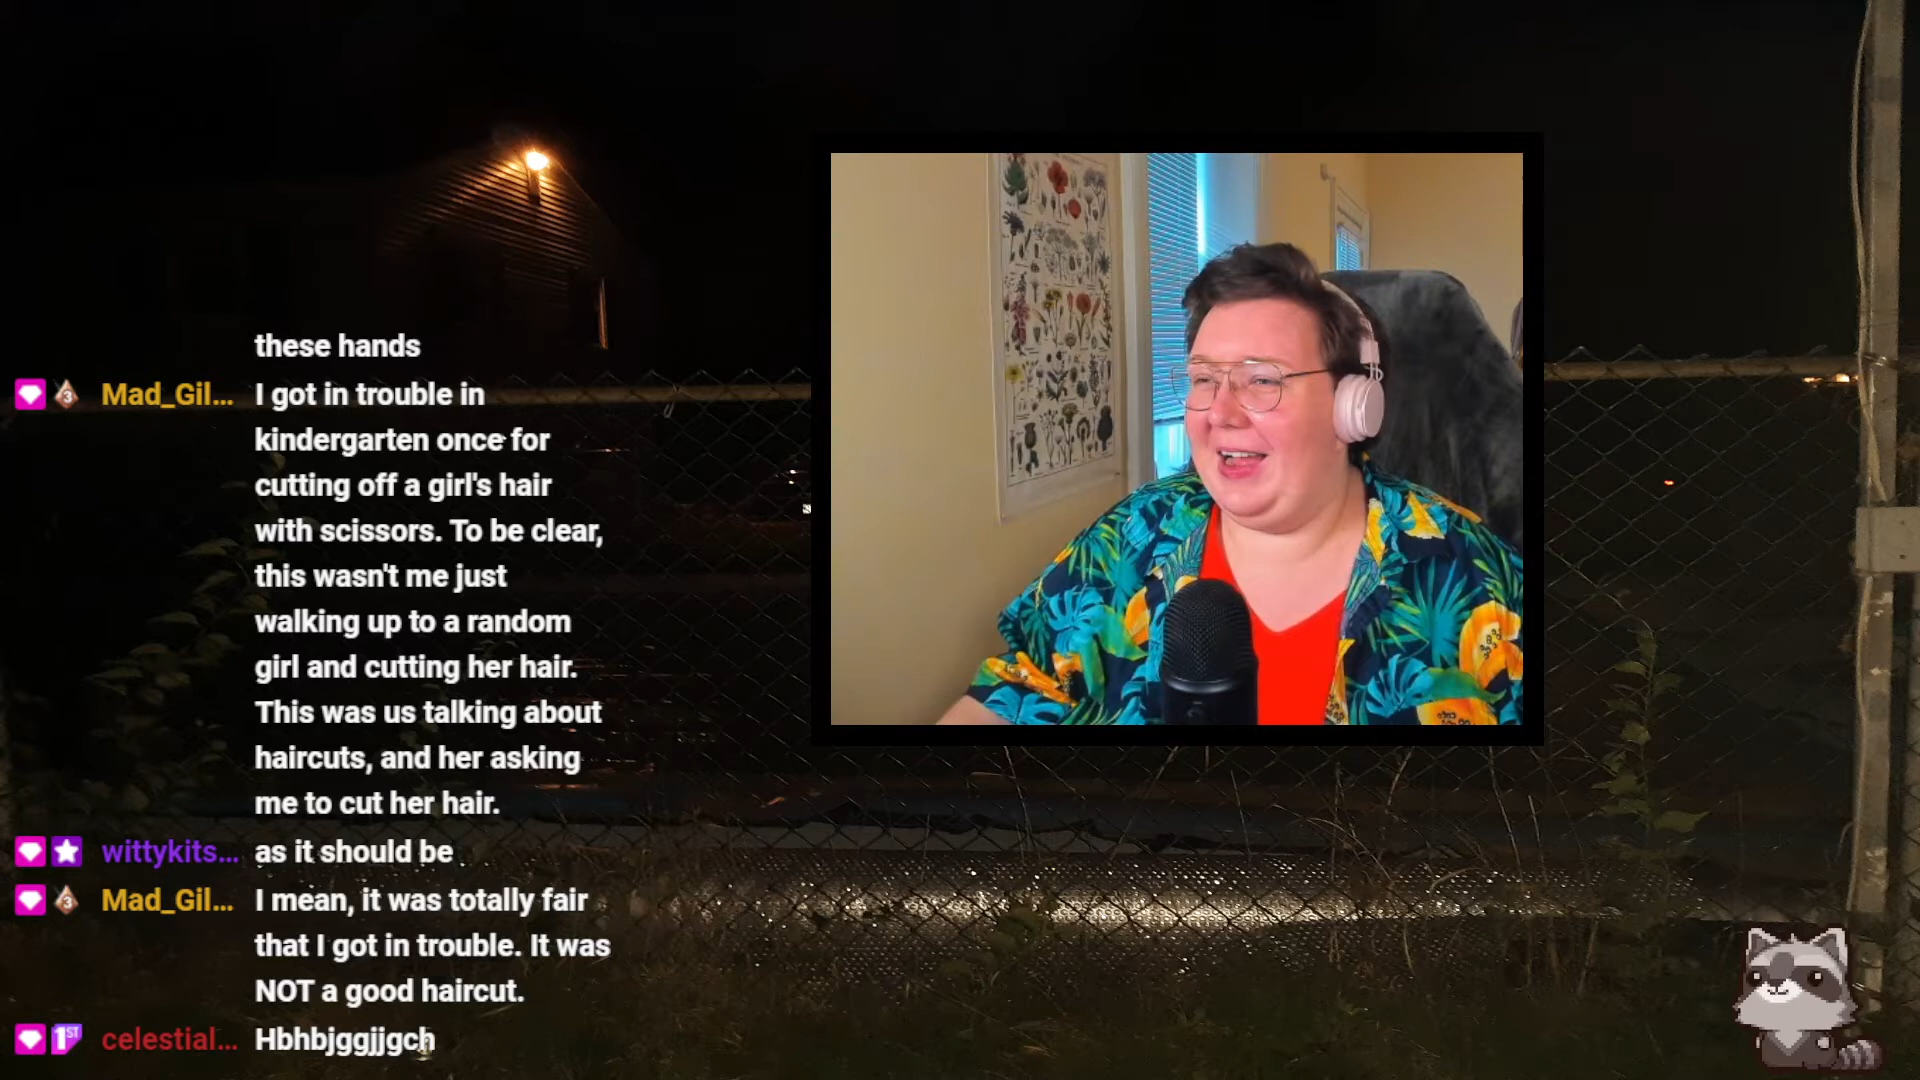 these hands
Mad_Gil... I got in trouble in
kindergarten once for
cutting off a girl's hair
with scissors. To be clear,
this wasn't me just
walking up to a random
girl and cutting her hair.
This was us talking about
haircuts, and her asking
me to cut her hair.
wittykits... as it should be
Mad_Gil... I mean, it was totally fair
that I got in trouble. It was
NOT a good haircut.
1ST celestial... Hbhbjggjjgch